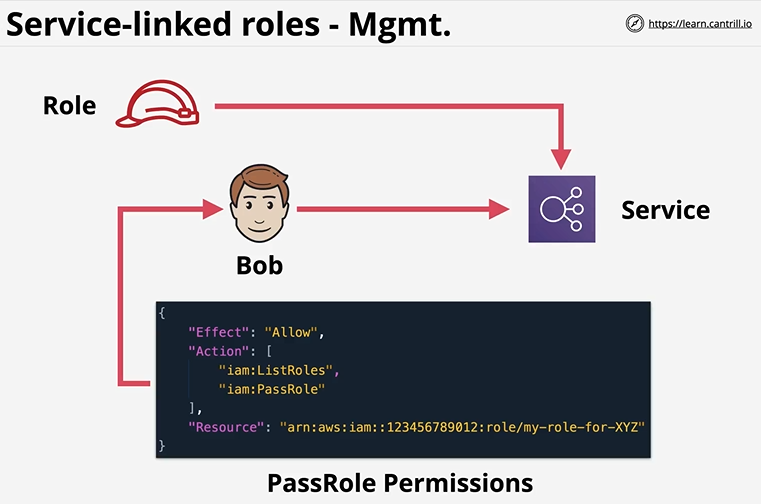 Service-linked roles - Mgmt.
https://learn.cantrill.io
Role
Service
Bob
{
"Effect": "Allow",
"Action": [
"iam:ListRoles",
"iam:PassRole"
],
"Resource": "arn:aws:iam::123456789012:role/my-role-for-XYZ"
}
PassRole Permissions